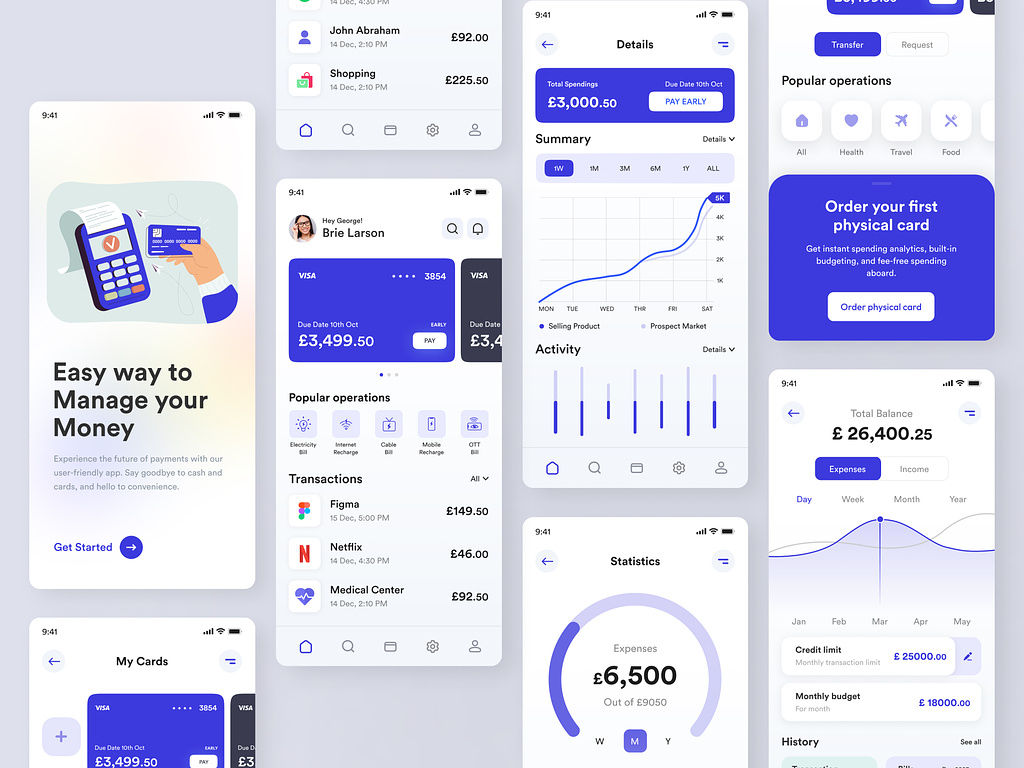 9:41
Easy way to
Manage your
Money
Experience the future of payments with our
user-friendly app. Say goodbye to cash and
cards, and hello to convenience.
Get Started
9:41
My Cards
VISA
3854
Due Date 10th Oct
EARLY
£3,499.50
PAY
14 Dec, 4:30 PM
John Abraham
14 Dec, 2:10 PM
£92.00
Shopping
14 Dec, 2:10 PM
£225.50
9:41
Hey George!
Brie Larson
VISA
3854
VISA
Due Date 10th Oct
EARLY
£3,499.50
PAY
Due Da
£3,4
Popular operations
Electricity
Bill
Internet
Recharge
Cable
Bill
Mobile
Recharge
OTT
Bill
Transactions
All
Figma
15 Dec, 5:00 PM
£149.50
Netflix
14 Dec, 4:30 PM
£46.00
Medical Center
14 Dec, 2:10 PM
£92.50
9:41
Details
Total Spendings
Due Date 10th Oct
£3,000.50
PAY EARLY
Summary
Details
1W 1M 3M 6M 1Y ALL
5K
4K
3K
2K
1K
MON TUE WED THR FRI SAT
Selling Product
Prospect Market
Activity
Details
9:41
Statistics
Expenses
£6,500
Out of £9050
W M Y
Transfer
Request
Popular operations
All Health Travel Food
Order your first
physical card
Get instant spending analytics, built-in
budgeting, and fee-free spending
aboard.
Order physical card
9:41
Total Balance
£ 26,400.25
Expenses
Income
Day Week Month Year
Jan Feb Mar Apr May
Credit limit
Monthly transaction limit
£ 25000.00
Monthly budget
For month
£ 18000.00
History
See all